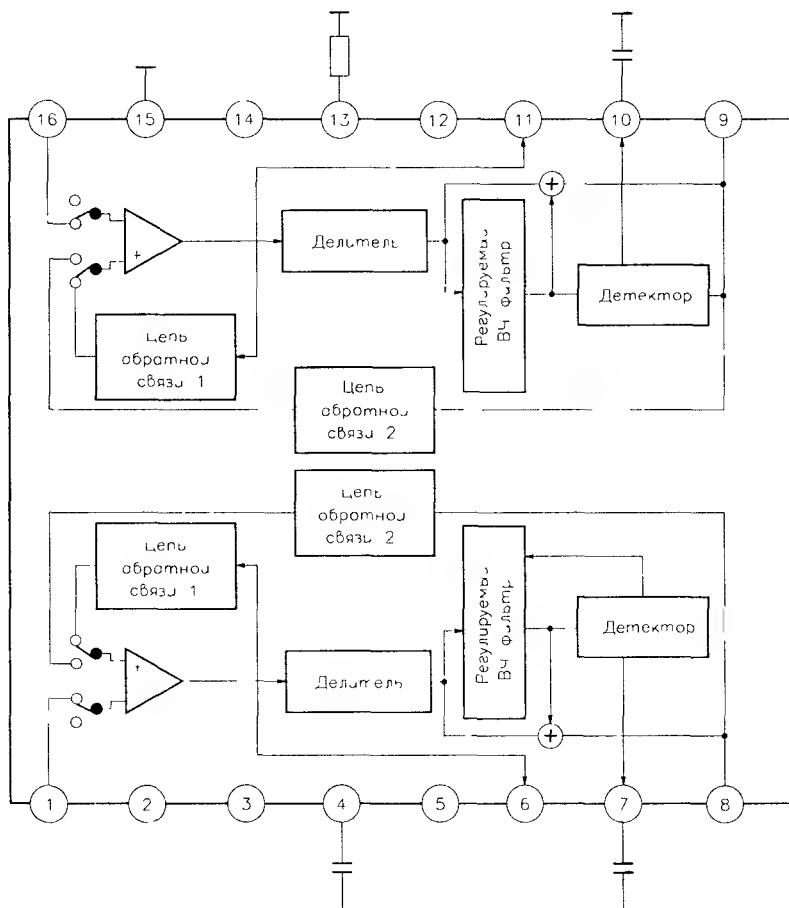 16 15 14 13 12 11 10 9
+
Делитель
+
Регулируемый
ВЧ фильтр
Детектор
Цепь
обратной
связи 1
Цепь
обратной
связи 2
Цепь
обратной
связи 2
Цепь
обратной
связи 1
Регулируемый
ВЧ фильтр
Детектор
+
Делитель
+
1 2 3 4 5 6 7 8